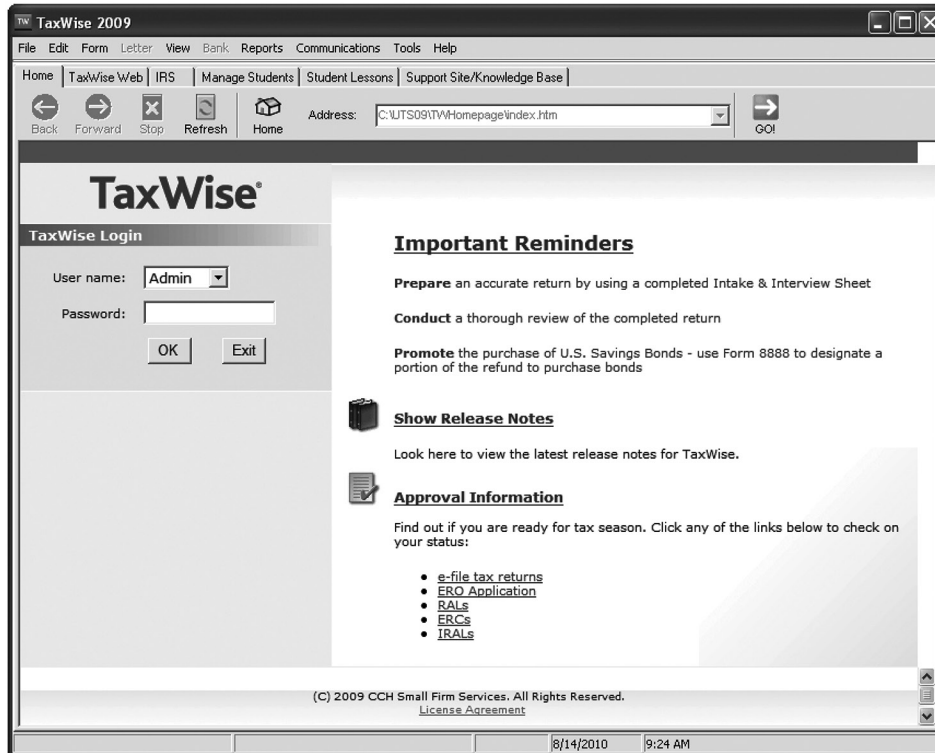 TW TaxWise 2009
File Edit Form Letter View Bank Reports Communications Tools Help
Home TaxWise Web IRS Manage Students Student Lessons Support Site/Knowledge Base
Back Forward Stop Refresh Home Address: C:\UTS09\TW\Homepage\index.htm GO!
TaxWise®
TaxWise Login
User name: Admin
Password:
OK Exit
Important Reminders
Prepare an accurate return by using a completed Intake & Interview Sheet
Conduct a thorough review of the completed return
Promote the purchase of U.S. Savings Bonds - use Form 8888 to designate a
portion of the refund to purchase bonds
Show Release Notes
Look here to view the latest release notes for TaxWise.
Approval Information
Find out if you are ready for tax season. Click any of the links below to check on
your status:
• e-file tax returns
• ERO Application
• RALs
• ERCs
• IRALs
(C) 2009 CCH Small Firm Services. All Rights Reserved.
License Agreement
8/14/2010 9:24 AM